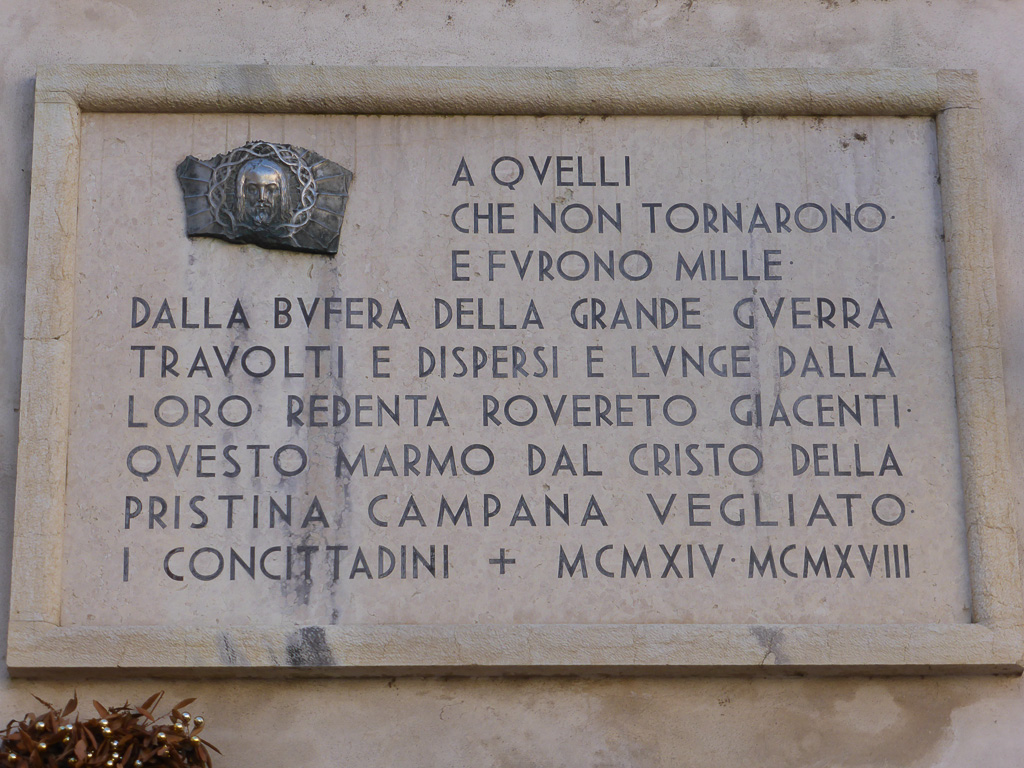 A QVELLI
CHE NON TORNARONO·
E FVRONO MILLE·
DALLA BVFERA DELLA GRANDE GVERRA
TRAVOLTI E DISPERSI E LVNGE DALLA
LORO REDENTA ROVERETO GIACENTI·
QVESTO MARMO DAL CRISTO DELLA
PRISTINA CAMPANA VEGLIATO·
I CONCITTADINI + MCMXIV·MCMXVIII